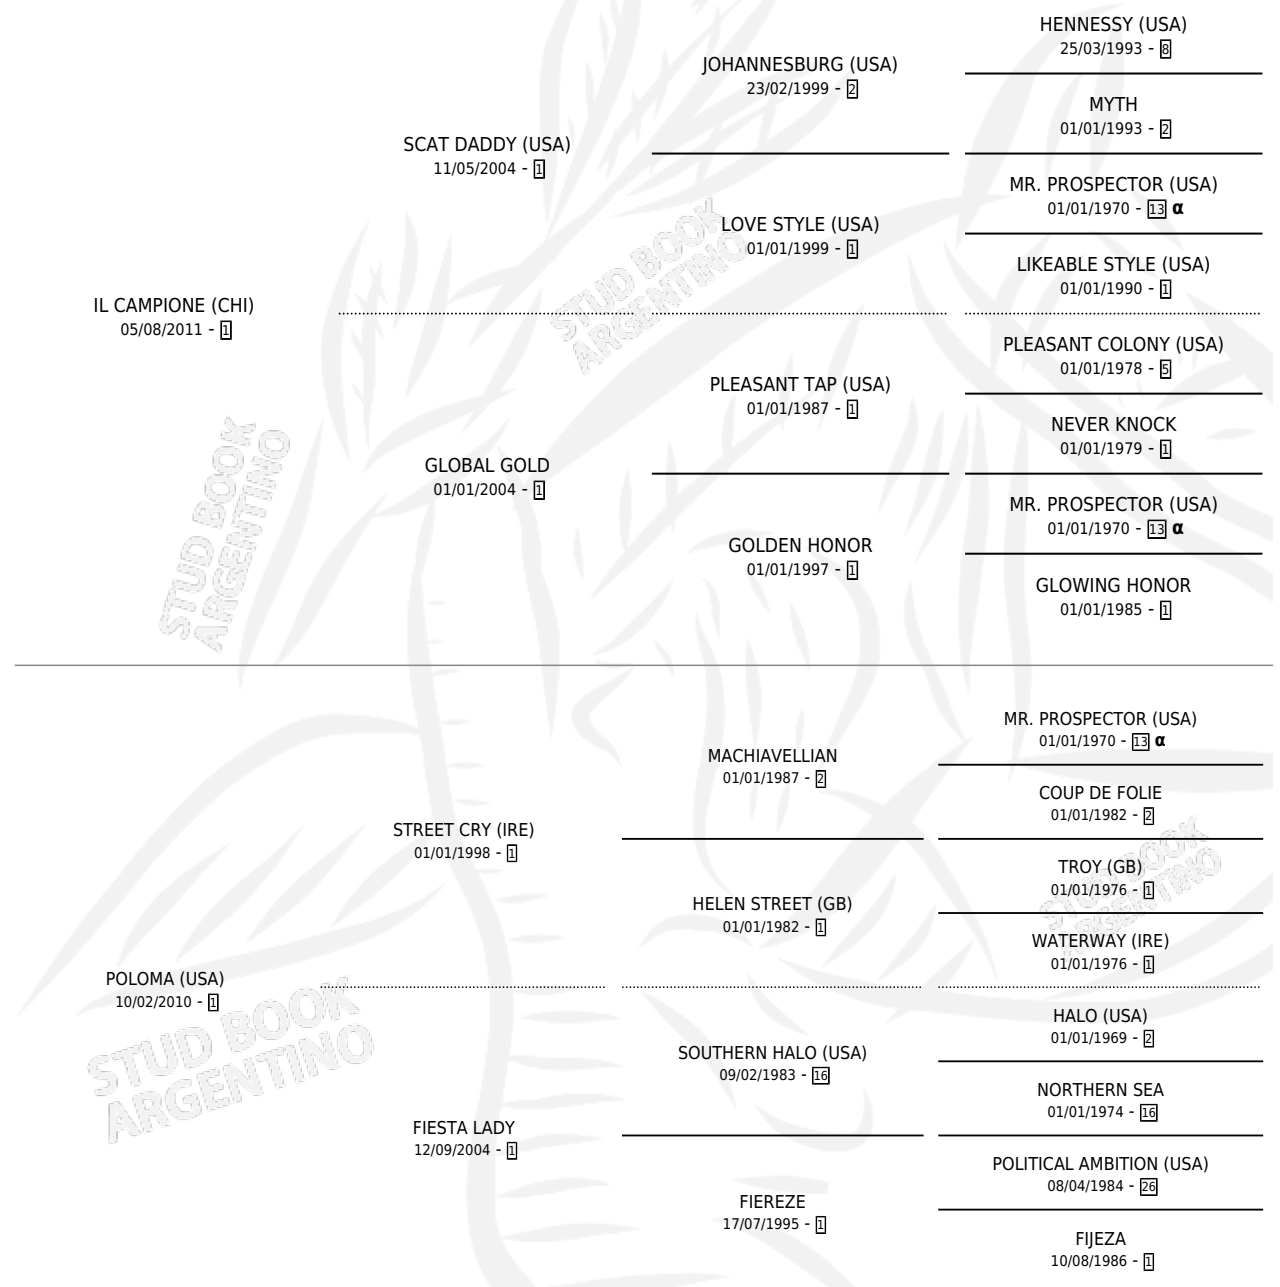 HENNESSY (USA)
25/03/1993 - 8
JOHANNESBURG (USA)
23/02/1999 - 2
MYTH
01/01/1993 - 2
SCAT DADDY (USA)
11/05/2004 - 1
MR. PROSPECTOR (USA)
01/01/1970 - 13 α
LOVE STYLE (USA)
01/01/1999 - 1
LIKEABLE STYLE (USA)
01/01/1990 - 1
IL CAMPIONE (CHI)
05/08/2011 - 1
PLEASANT COLONY (USA)
01/01/1978 - 5
PLEASANT TAP (USA)
01/01/1987 - 1
NEVER KNOCK
01/01/1979 - 1
GLOBAL GOLD
01/01/2004 - 1
MR. PROSPECTOR (USA)
01/01/1970 - 13 α
GOLDEN HONOR
01/01/1997 - 1
GLOWING HONOR
01/01/1985 - 1
MR. PROSPECTOR (USA)
01/01/1970 - 13 α
MACHIAVELLIAN
01/01/1987 - 2
COUP DE FOLIE
01/01/1982 - 2
STREET CRY (IRE)
01/01/1998 - 1
TROY (GB)
01/01/1976 - 1
HELEN STREET (GB)
01/01/1982 - 1
WATERWAY (IRE)
01/01/1976 - 1
POLOMA (USA)
10/02/2010 - 1
HALO (USA)
01/01/1969 - 2
SOUTHERN HALO (USA)
09/02/1983 - 16
NORTHERN SEA
01/01/1974 - 16
FIESTA LADY
12/09/2004 - 1
POLITICAL AMBITION (USA)
08/04/1984 - 26
FIEREZE
17/07/1995 - 1
FIJEZA
10/08/1986 - 1
STUD BOOK
ARGENTINO
STUD BOOK
ARGENTINO
STUD BOOK
ARGENTINO
STUD BOOK
ARGENTINO